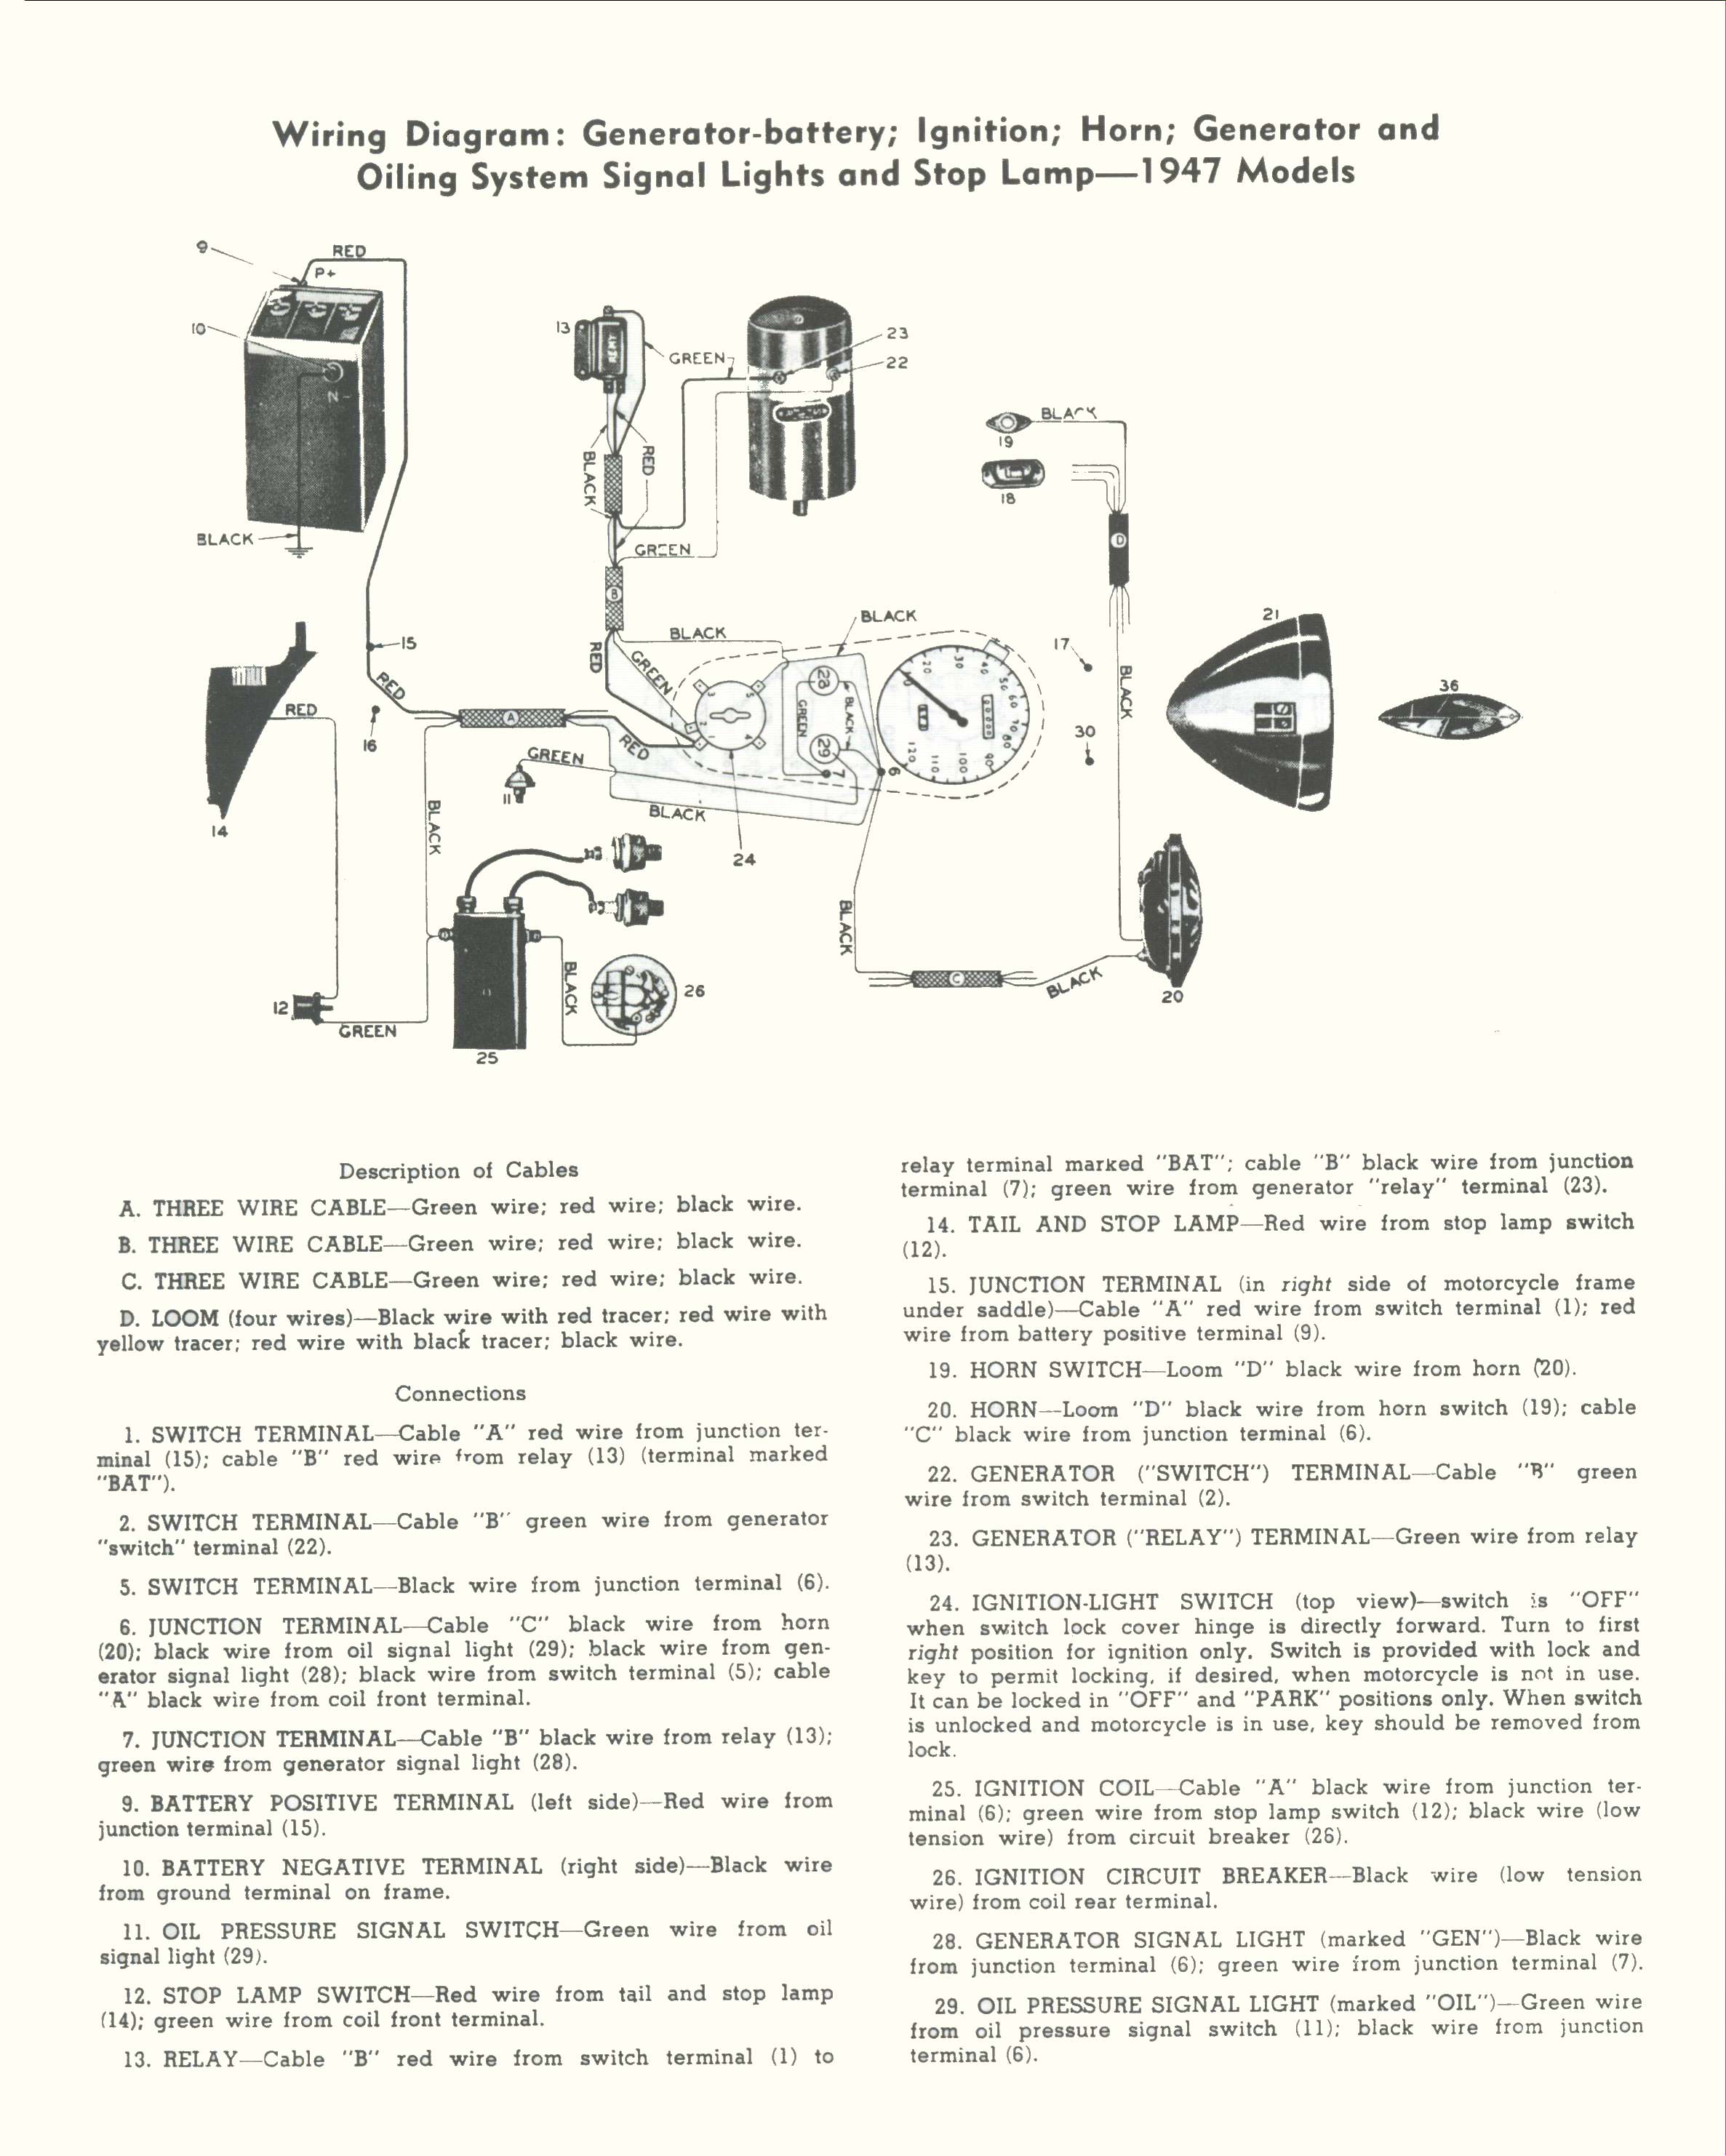 Wiring Diagram: Generator-battery; Ignition; Horn; Generator and
Oiling System Signal Lights and Stop Lamp—1947 Models
9
RED
P+
10
N-
BLACK
13
REMY
GREEN
23
22
BLACK
RED
GREEN
B
BLACK
19
18
D
BLACK
15
RED
16
14
RED
A
RED
GREEN
BLACK
BLACK
RED
GREEN
11
BLACK
3
5
2
1
4
28
BLACK
GREEN
29
7
6
24
0
20
30
40
50
60
70
80
90
100
110
120
17
30
BLACK
21
36
BLACK
12
GREEN
25
BLACK
26
BLACK
C
BLACK
20
Description of Cables
A. THREE WIRE CABLE—Green wire; red wire; black wire.
B. THREE WIRE CABLE—Green wire; red wire; black wire.
C. THREE WIRE CABLE—Green wire; red wire; black wire.
D. LOOM (four wires)—Black wire with red tracer; red wire with
yellow tracer; red wire with black tracer; black wire.
Connections
1. SWITCH TERMINAL—Cable "A" red wire from junction ter-
minal (15); cable "B" red wire from relay (13) (terminal marked
"BAT").
2. SWITCH TERMINAL—Cable "B" green wire from generator
"switch" terminal (22).
5. SWITCH TERMINAL—Black wire from junction terminal (6).
6. JUNCTION TERMINAL—Cable "C" black wire from horn
(20); black wire from oil signal light (29); black wire from gen-
erator signal light (28); black wire from switch terminal (5); cable
"A" black wire from coil front terminal.
7. JUNCTION TERMINAL—Cable "B" black wire from relay (13);
green wire from generator signal light (28).
9. BATTERY POSITIVE TERMINAL (left side)—Red wire from
junction terminal (15).
10. BATTERY NEGATIVE TERMINAL (right side)—Black wire
from ground terminal on frame.
11. OIL PRESSURE SIGNAL SWITCH—Green wire from oil
signal light (29).
12. STOP LAMP SWITCH—Red wire from tail and stop lamp
(14); green wire from coil front terminal.
13. RELAY—Cable "B" red wire from switch terminal (1) to
relay terminal marked "BAT"; cable "B" black wire from junction
terminal (7); green wire from generator "relay" terminal (23).
14. TAIL AND STOP LAMP—Red wire from stop lamp switch
(12).
15. JUNCTION TERMINAL (in right side of motorcycle frame
under saddle)—Cable "A" red wire from switch terminal (1); red
wire from battery positive terminal (9).
19. HORN SWITCH—Loom "D" black wire from horn (20).
20. HORN—Loom "D" black wire from horn switch (19); cable
"C" black wire from junction terminal (6).
22. GENERATOR ("SWITCH") TERMINAL—Cable "B" green
wire from switch terminal (2).
23. GENERATOR ("RELAY") TERMINAL—Green wire from relay
(13).
24. IGNITION-LIGHT SWITCH (top view)—switch is "OFF"
when switch lock cover hinge is directly forward. Turn to first
right position for ignition only. Switch is provided with lock and
key to permit locking, if desired, when motorcycle is not in use.
It can be locked in "OFF" and "PARK" positions only. When switch
is unlocked and motorcycle is in use, key should be removed from
lock.
25. IGNITION COIL—Cable "A" black wire from junction ter-
minal (6); green wire from stop lamp switch (12); black wire (low
tension wire) from circuit breaker (26).
26. IGNITION CIRCUIT BREAKER—Black wire (low tension
wire) from coil rear terminal.
28. GENERATOR SIGNAL LIGHT (marked "GEN")—Black wire
from junction terminal (6); green wire from junction terminal (7).
29. OIL PRESSURE SIGNAL LIGHT (marked "OIL")—Green wire
from oil pressure signal switch (11); black wire from junction
terminal (6).